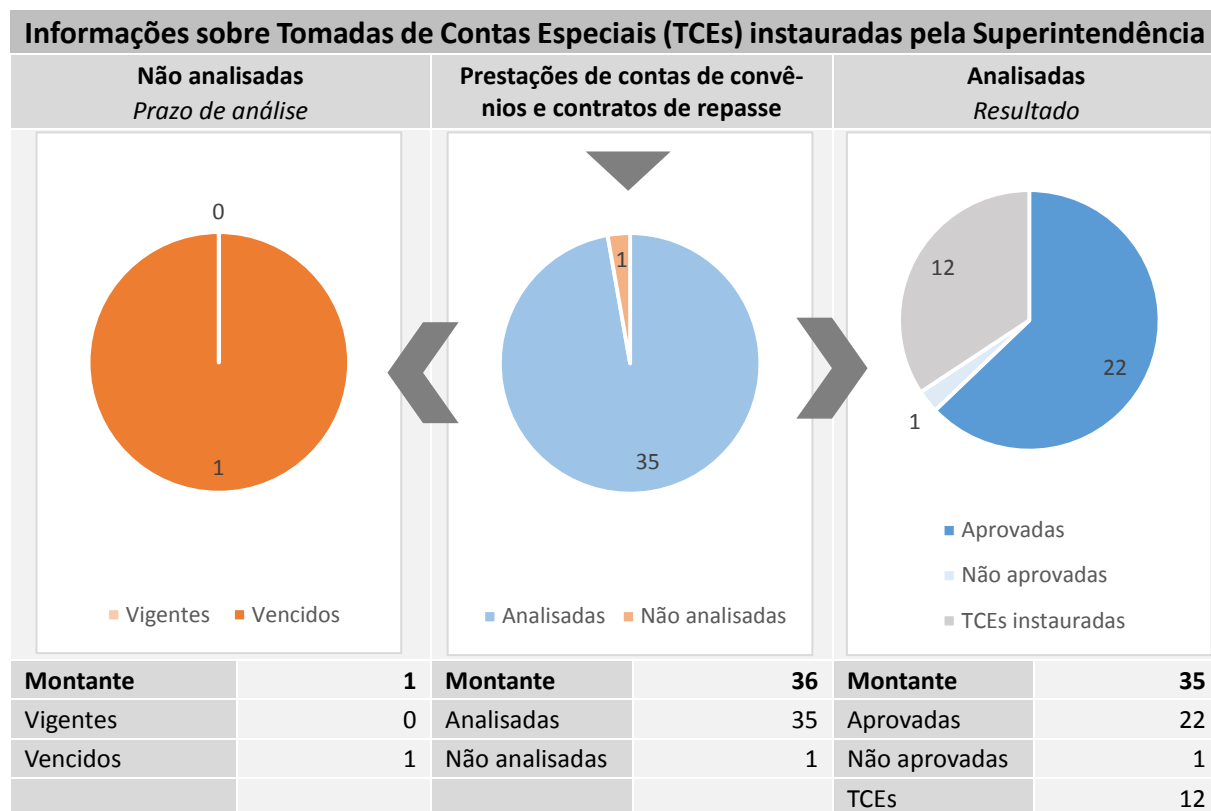 Informações sobre Tomadas de Contas Especiais (TCEs) instauradas pela Superintendência
Não analisadas
Prazo de análise
Prestações de contas de convê-
nios e contratos de repasse
Analisadas
Resultado
0
1
Vigentes Vencidos
1
35
Analisadas Não analisadas
12
22
1
Aprovadas
Não aprovadas
TCEs instauradas
Montante 1 Montante 36 Montante 35
Vigentes 0 Analisadas 35 Aprovadas 22
Vencidos 1 Não analisadas 1 Não aprovadas 1
TCEs 12